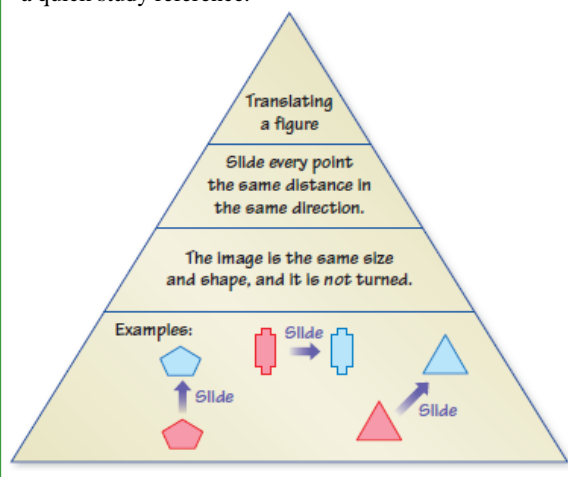 a quick study reference.
Translating
a figure
Slide every point
the same distance in
the same direction.
The image is the same size
and shape, and it is not turned.
Examples:
Slide
Slide
Slide